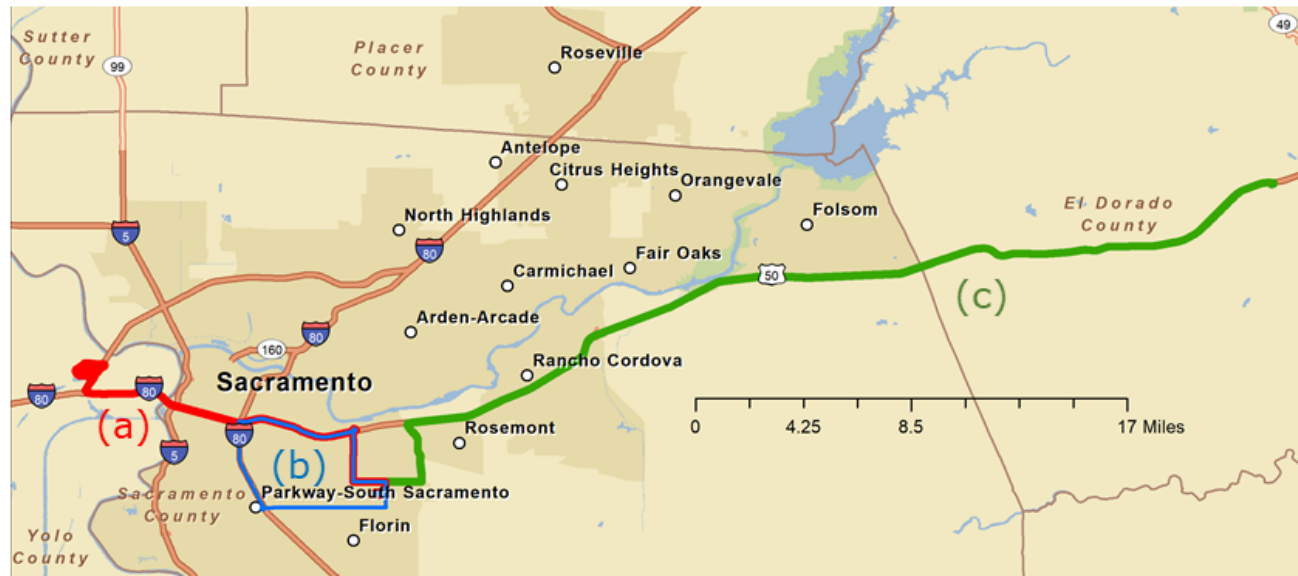 Sutter
County
99
Placer
County
Roseville
49
Antelope
Citrus Heights
Orangevale
El Dorado
County
North Highlands
Folsom
5
80
Fair Oaks
Carmichael
50
(c)
Arden-Arcade
80
160
Rancho Cordova
Sacramento
80
80
(a)
0
4.25
8.5
17 Miles
Rosemont
80
5
(b)
Sacramento
County
Parkway-South Sacramento
Florin
Yolo
County